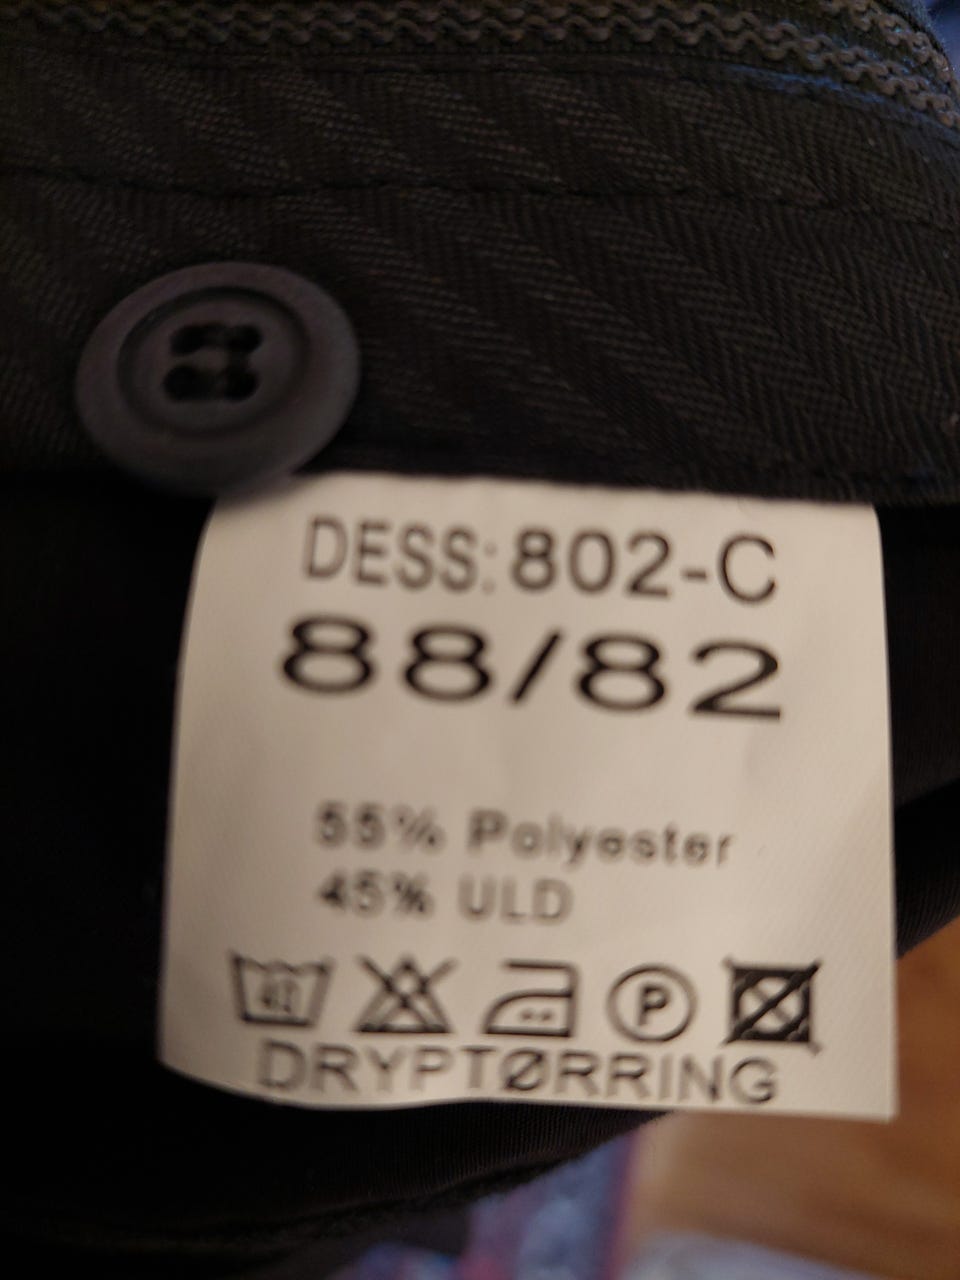 DESS:802-C
88/82
55% Polyester
45% ULD
P
DRYPTØRRING